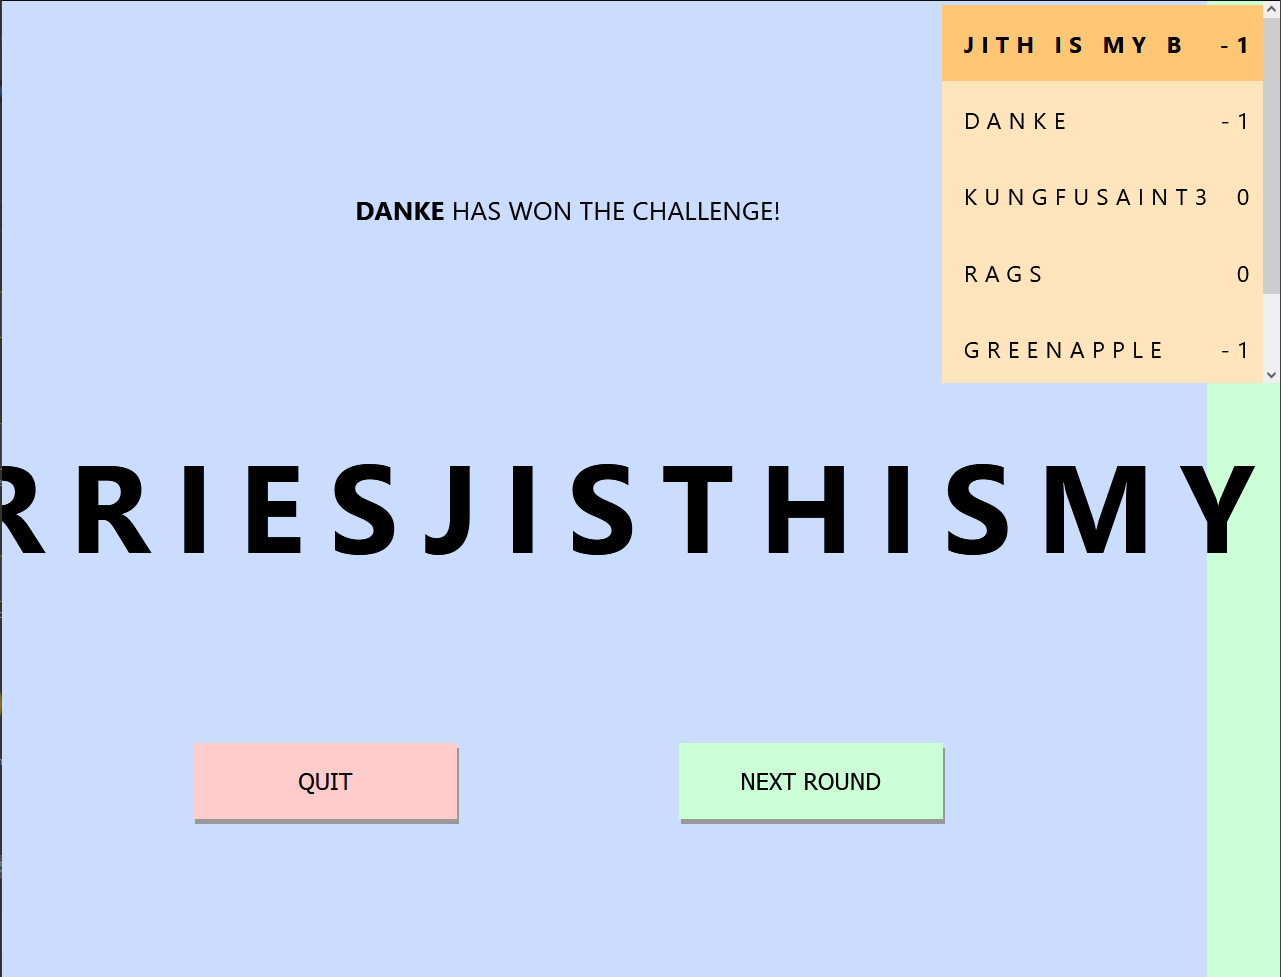 JITH IS MY B -1
DANKE -1
KUNGFUSAINT3 0
RAGS 0
GREENAPPLE -1
DANKE HAS WON THE CHALLENGE!
RRIESJISTHISMY
QUIT
NEXT ROUND